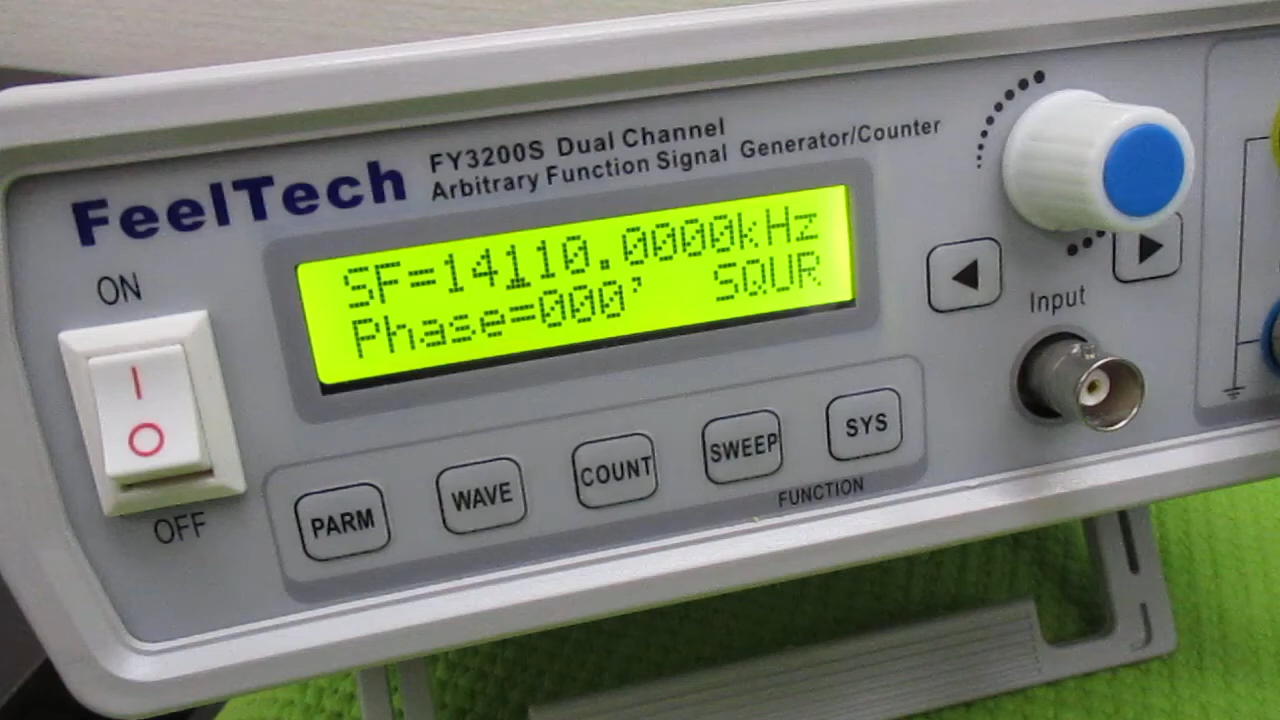 FeelTech
FY3200S Dual Channel
Arbitrary Function Signal Generator/Counter
SF=14110.0000kHz
Phase=000' SQUR
ON
I
O
OFF
PARM
WAVE
COUNT
SWEEP
SYS
FUNCTION
Input